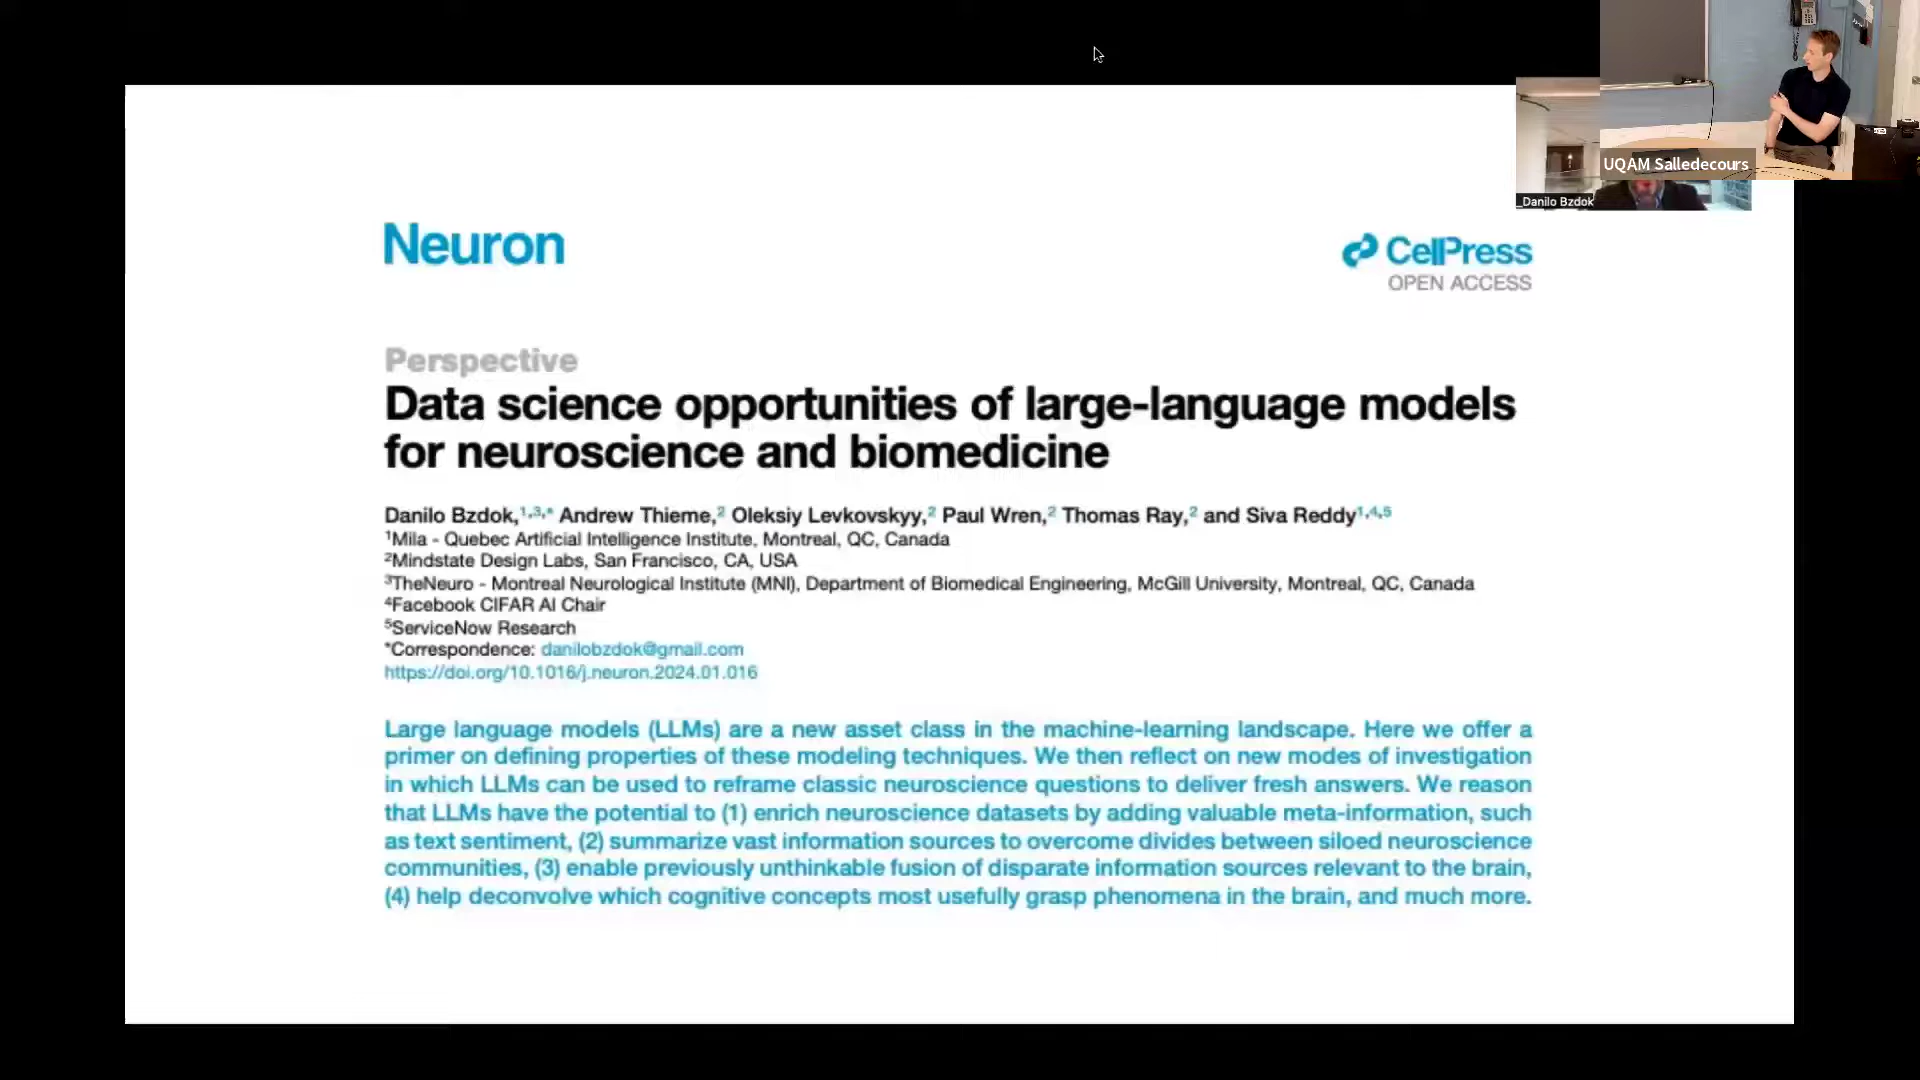 UQAM Salledecours
_Danilo Bzdok
Neuron
CellPress
OPEN ACCESS
Perspective
Data science opportunities of large-language models
for neuroscience and biomedicine
Danilo Bzdok,1,3,* Andrew Thieme,2 Oleksiy Levkovskyy,2 Paul Wren,2 Thomas Ray,2 and Siva Reddy1,4,5
1Mila - Quebec Artificial Intelligence Institute, Montreal, QC, Canada
2Mindstate Design Labs, San Francisco, CA, USA
3TheNeuro - Montreal Neurological Institute (MNI), Department of Biomedical Engineering, McGill University, Montreal, QC, Canada
4Facebook CIFAR AI Chair
5ServiceNow Research
*Correspondence: danilobzdok@gmail.com
https://doi.org/10.1016/j.neuron.2024.01.016
Large language models (LLMs) are a new asset class in the machine-learning landscape. Here we offer a
primer on defining properties of these modeling techniques. We then reflect on new modes of investigation
in which LLMs can be used to reframe classic neuroscience questions to deliver fresh answers. We reason
that LLMs have the potential to (1) enrich neuroscience datasets by adding valuable meta-information, such
as text sentiment, (2) summarize vast information sources to overcome divides between siloed neuroscience
communities, (3) enable previously unthinkable fusion of disparate information sources relevant to the brain,
(4) help deconvolve which cognitive concepts most usefully grasp phenomena in the brain, and much more.